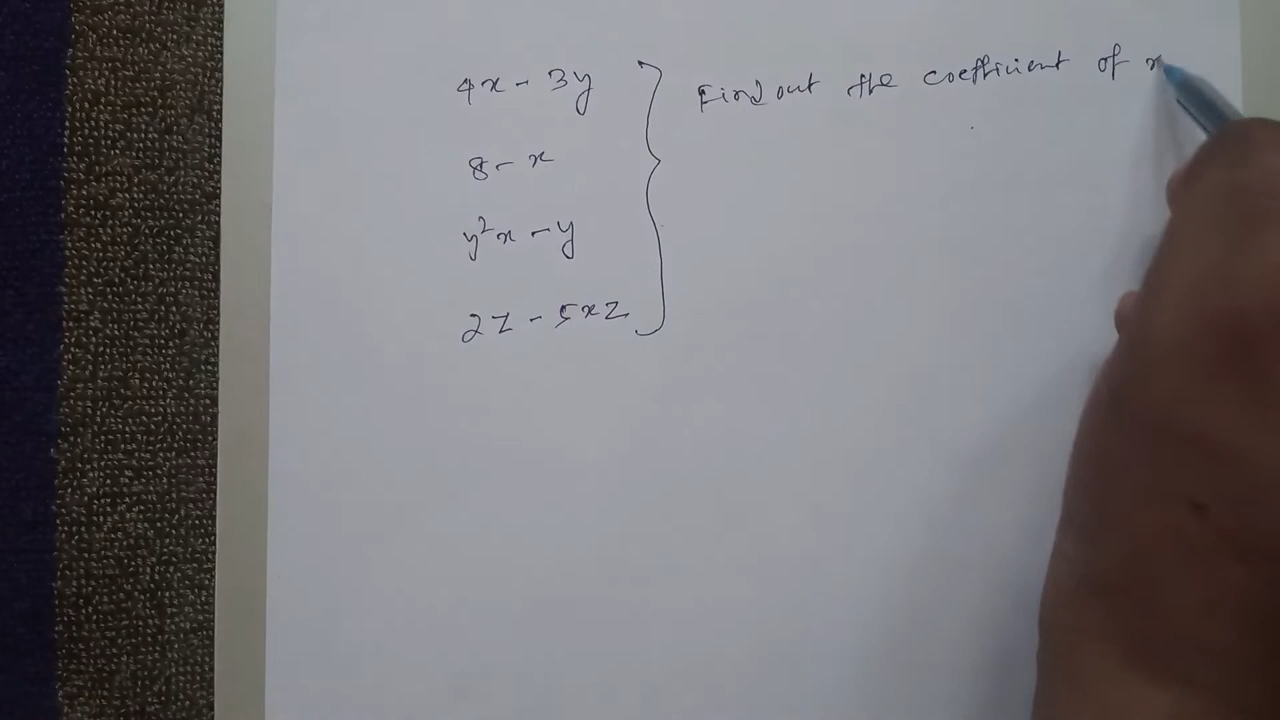 4x - 3y
8 - x
y²x - y
2z - 5xz
Find out the coefficient of x